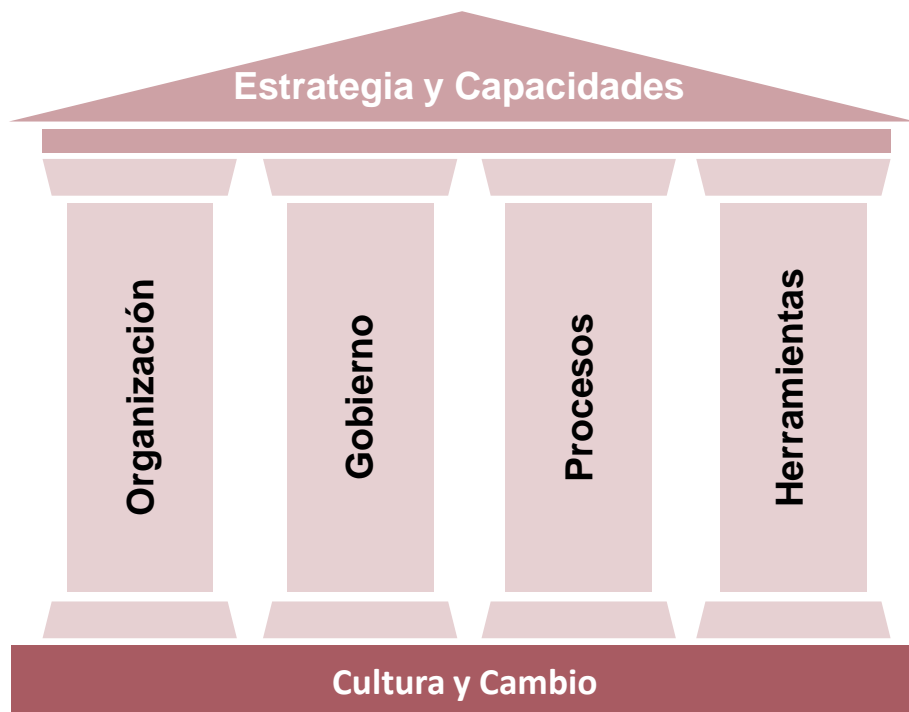 Estrategia y Capacidades
Organización
Gobierno
Procesos
Herramientas
Cultura y Cambio